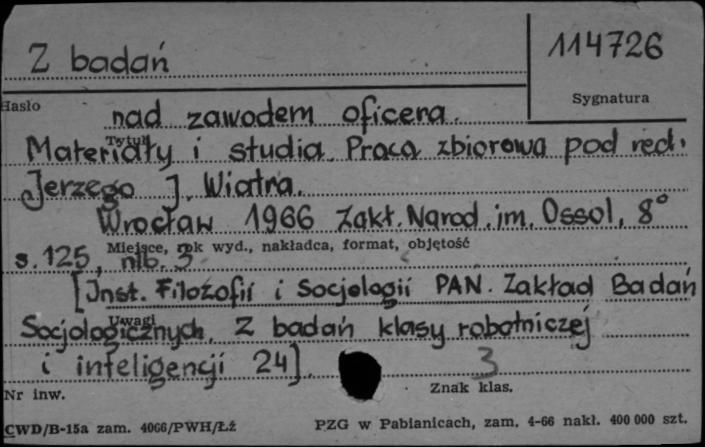 Z badań
114726
Hasło
Sygnatura
nad zawodem oficera.
Tytuł
Materiały i studia. Praca zbiorowa pod red.
Jerzego J. Wiatra.
Wrocław 1966 Zakł. Narod. im. Ossol. 8°
Miejsce, rok wyd., nakładca, format, objętość
s. 125, nlb. 3
[Inst. Filozofii i Socjologii PAN. Zakład Badań
Uwagi
Socjologicznych. Z badań klasy robotniczej
i inteligencji 24].
3
Nr inw.
Znak klas.
CWD/B-15a zam. 4066/PWH/Łż
PZG w Pabianicach, zam. 4-66 nakł. 400 000 szt.